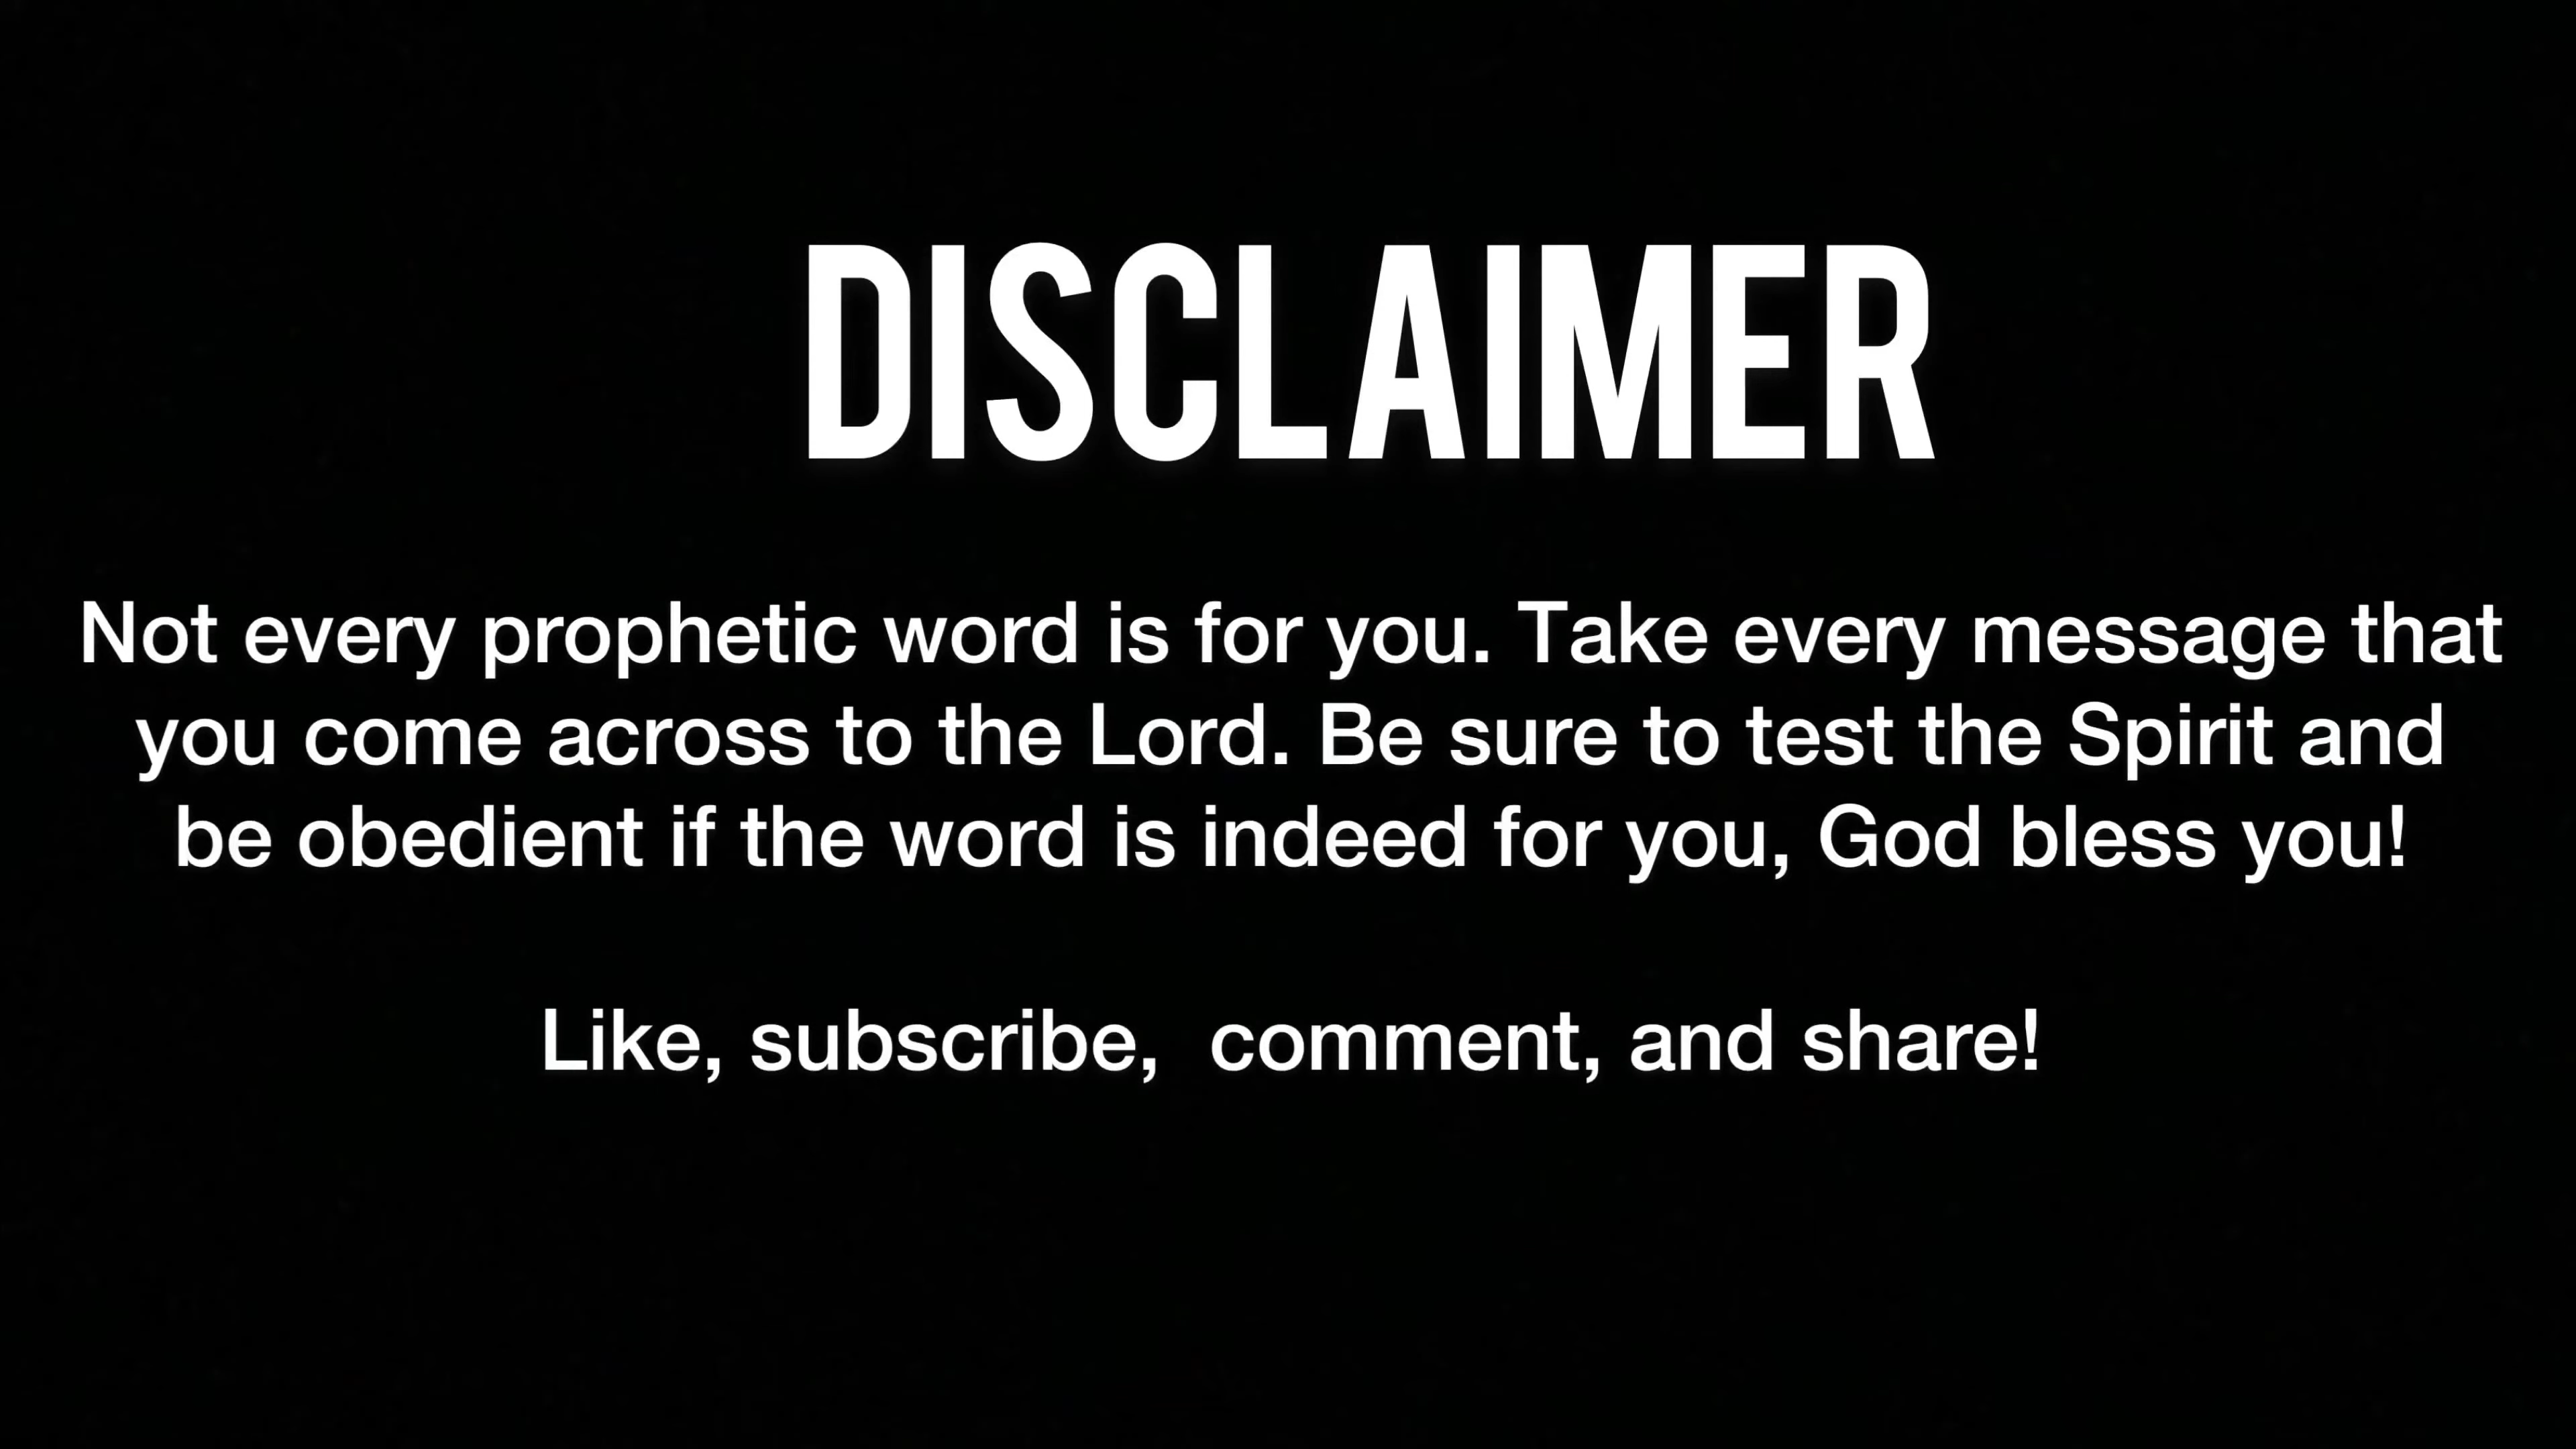 DISCLAIMER
Not every prophetic word is for you. Take every message that
you come across to the Lord. Be sure to test the Spirit and
be obedient if the word is indeed for you, God bless you!
Like, subscribe,  comment, and share!